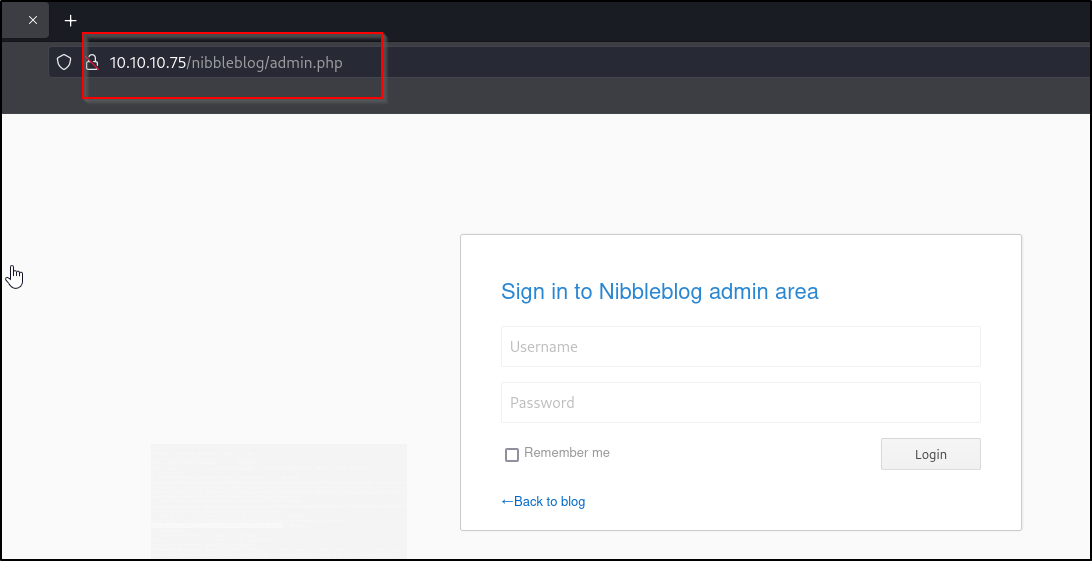 10.10.10.75/nibbleblog/admin.php
Sign in to Nibbleblog admin area
Username
Password
Remember me
Login
←Back to blog